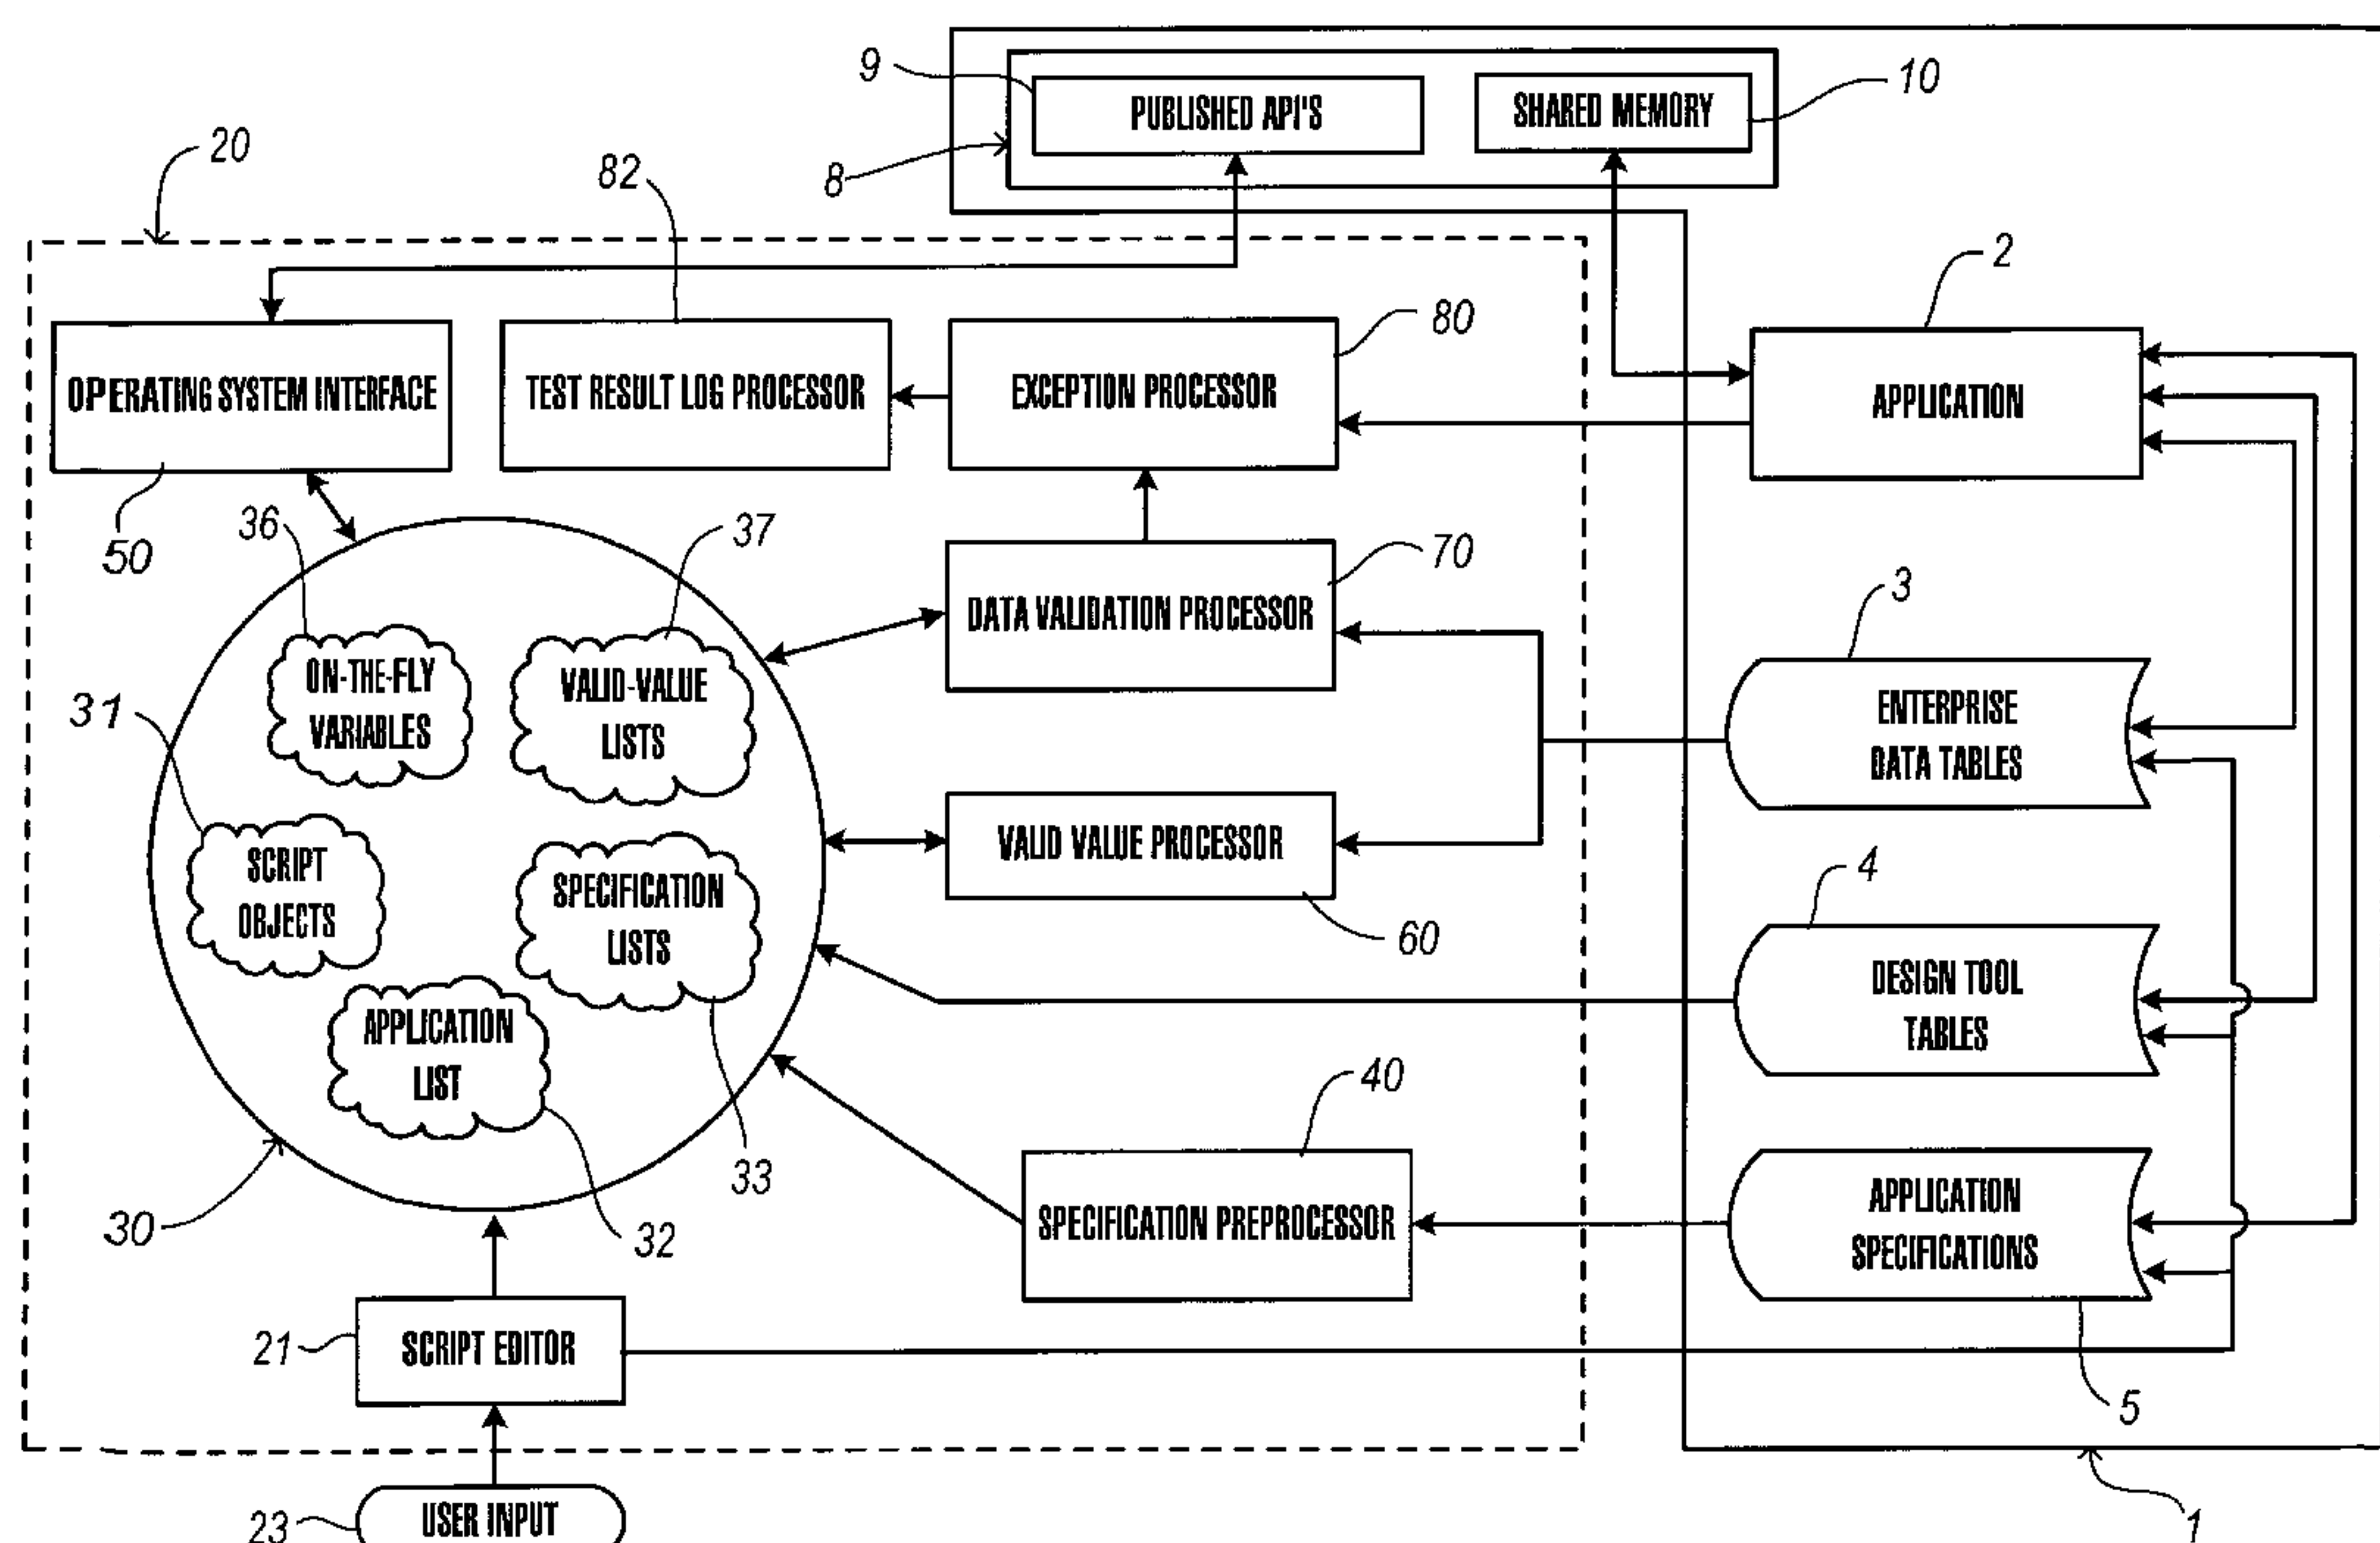 9
PUBLISHED API'S
SHARED MEMORY
10
20
82
8
2
80
OPERATING SYSTEM INTERFACE
TEST RESULT LOG PROCESSOR
EXCEPTION PROCESSOR
APPLICATION
50
36
37
70
3
ON-THE-FLY
VARIABLES
VALID-VALUE
LISTS
DATA VALIDATION PROCESSOR
31
ENTERPRISE
DATA TABLES
SCRIPT
OBJECTS
SPECIFICATION
LISTS
VALID VALUE PROCESSOR
4
60
DESIGN TOOL
TABLES
APPLICATION
LIST
40
33
30
32
SPECIFICATION PREPROCESSOR
APPLICATION
SPECIFICATIONS
21
SCRIPT EDITOR
5
23
USER INPUT
1